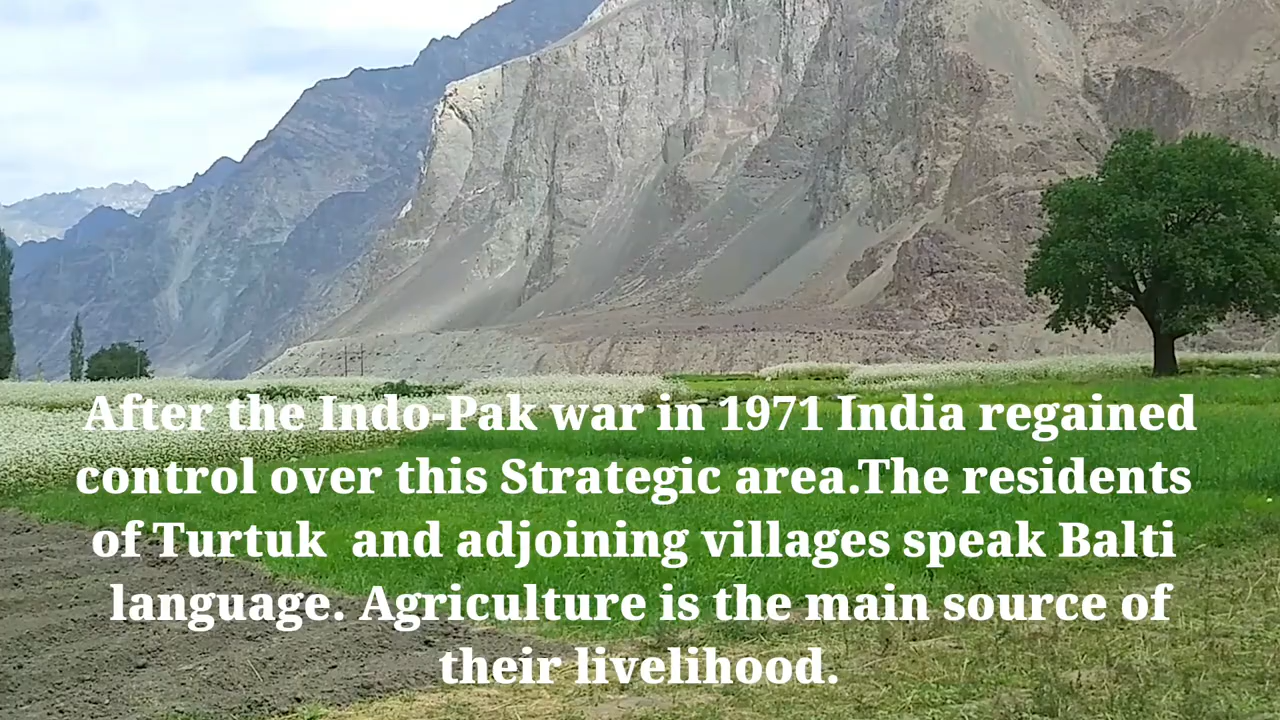 After the Indo-Pak war in 1971 India regained
control over this Strategic area.The residents
of Turtuk  and adjoining villages speak Balti
language. Agriculture is the main source of
their livelihood.